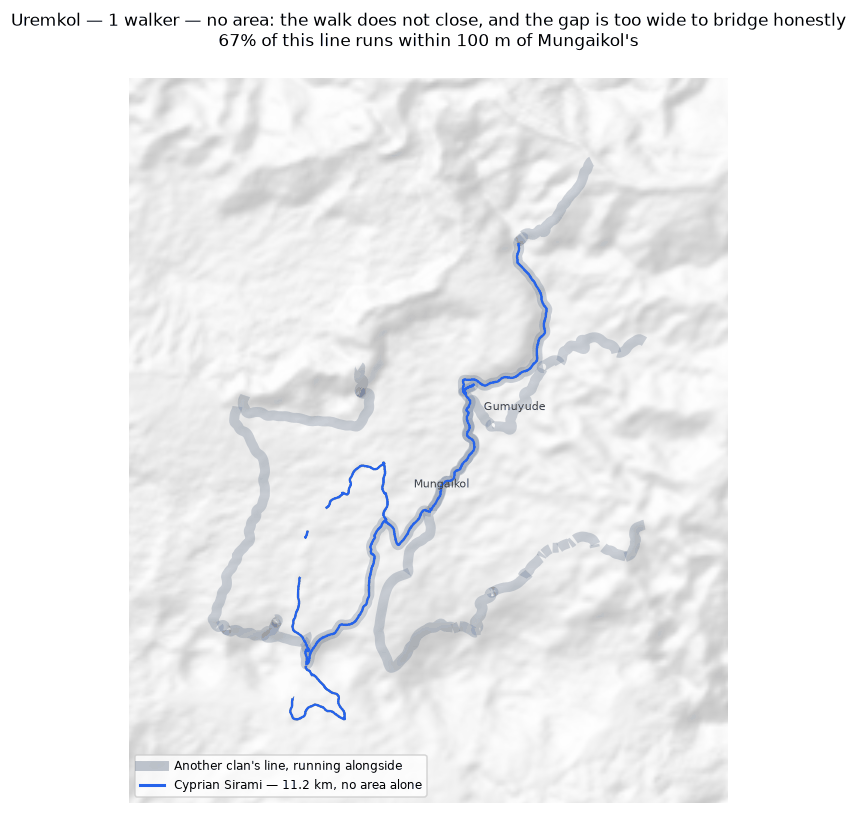 Uremkol — 1 walker — no area: the walk does not close, and the gap is too wide to bridge honestly
67% of this line runs within 100 m of Mungaikol's
Gumuyude
Mungaikol
Another clan's line, running alongside
Cyprian Sirami — 11.2 km, no area alone